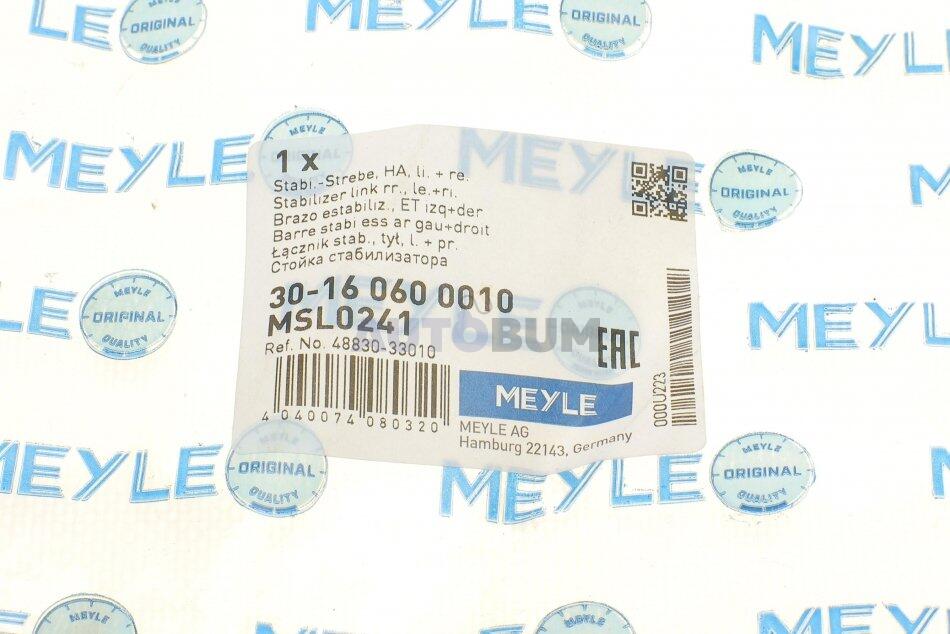 MEYLE
ORIGINAL
QUALITY
1 x
Stabi.-Strebe, HA, li. + re.
Stabilizer link rr., le.+ri.
Brazo estabiliz., ET izq+der
Barre stabi ess ar gau+droit
Łącznik stab., tył, l. + pr.
Стойка стабилизатора
30-16 060 0010
MSL0241
AVTOBUM
EAC
Ref. No. 48830-33010
4 040074 080320
MEYLE
MEYLE AG
Hamburg 22143, Germany
000U223